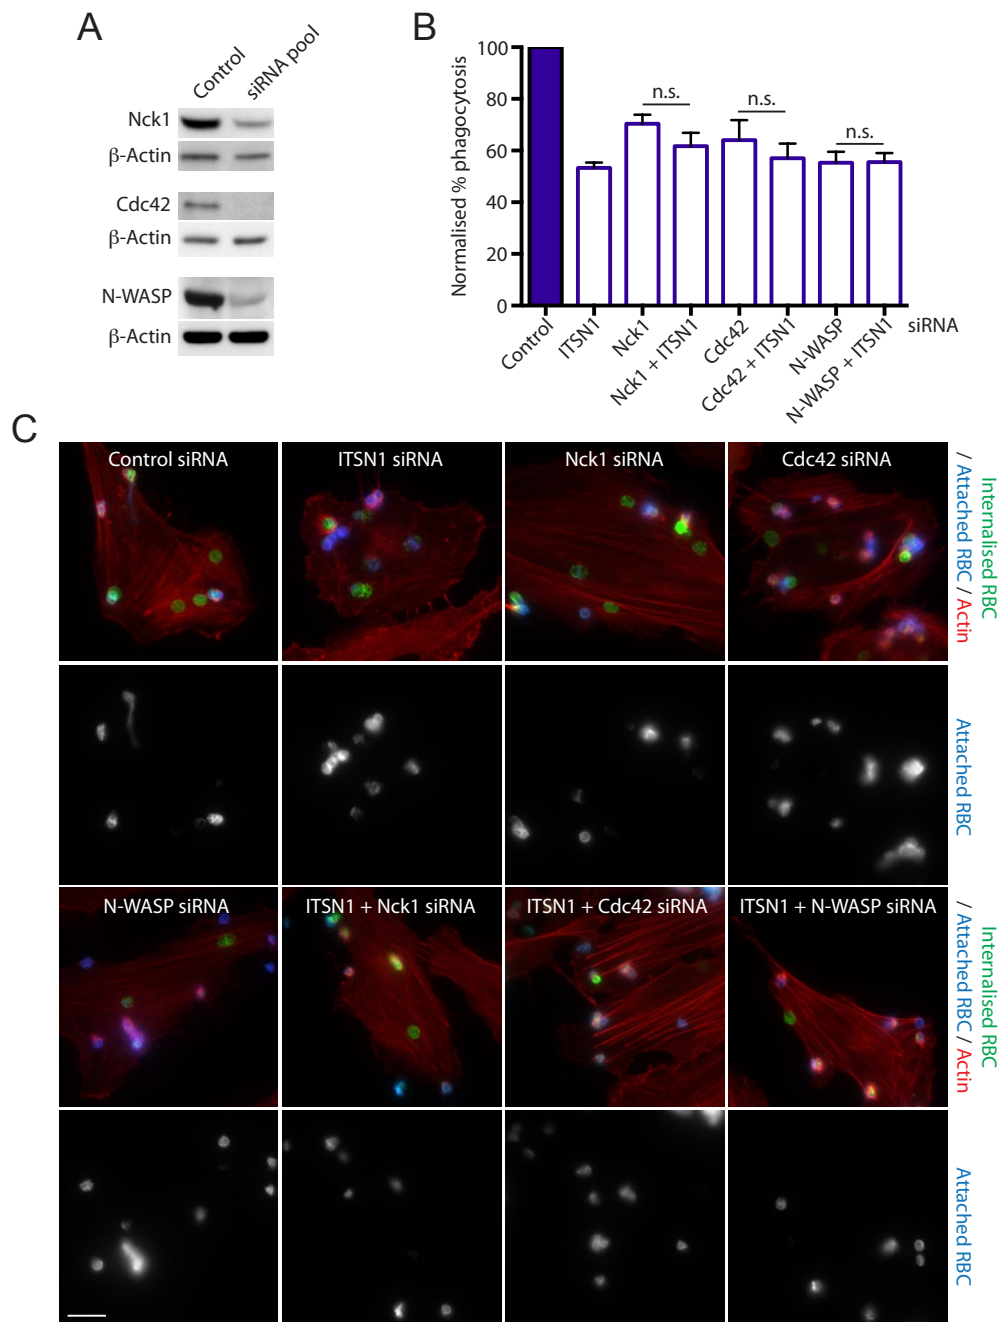 A
Control
siRNA pool
Nck1
β-Actin
Cdc42
β-Actin
N-WASP
β-Actin
B
Normalised % phagocytosis
100
80
60
40
20
0
n.s.
n.s.
n.s.
Control
ITSN1
Nck1
Nck1 + ITSN1
Cdc42
Cdc42 + ITSN1
N-WASP
N-WASP + ITSN1
siRNA
C
Control siRNA
ITSN1 siRNA
Nck1 siRNA
Cdc42 siRNA
Internalised RBC
/ Attached RBC / Actin
Attached RBC
N-WASP siRNA
ITSN1 + Nck1 siRNA
ITSN1 + Cdc42 siRNA
ITSN1 + N-WASP siRNA
Internalised RBC
/ Attached RBC / Actin
Attached RBC